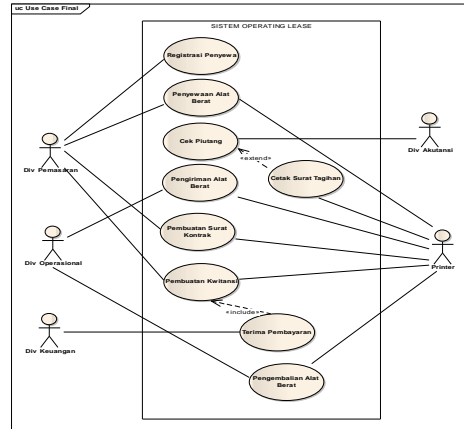 uc Use Case Final
SISTEM OPERATING LEASE
Registrasi Penyewa
Penyewaan Alat
Berat
Cek Piutang
«extend»
Div Akutansi
Cetak Surat Tagihan
Div Pemasaran
Pengiriman Alat
Berat
Pembuatan Surat
Kontrak
Div Operasional
Printer
Pembuatan Kwitansi
«include»
Terima Pembayaran
Div Keuangan
Pengembalian Alat
Berat